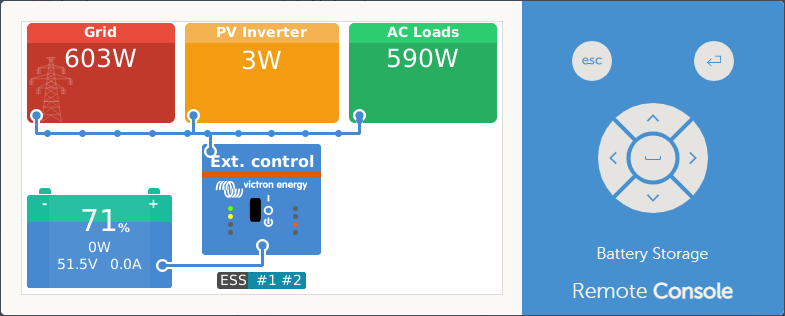 Grid
603W
PV Inverter
3W
AC Loads
590W
esc
Ext. control
victron energy
- +
71%
0W
51.5V 0.0A
ESS #1 #2
Battery Storage
Remote Console